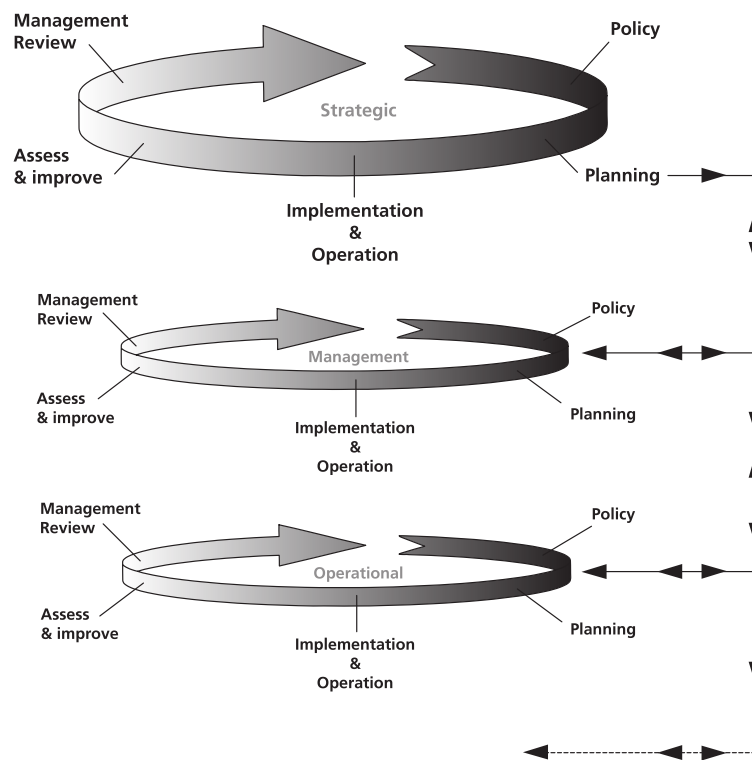 Management
Review
Policy
Strategic
Assess
& improve
Planning
Implementation
&
Operation
Management
Review
Policy
Management
Assess
& improve
Planning
Implementation
&
Operation
Management
Review
Policy
Operational
Assess
& improve
Planning
Implementation
&
Operation